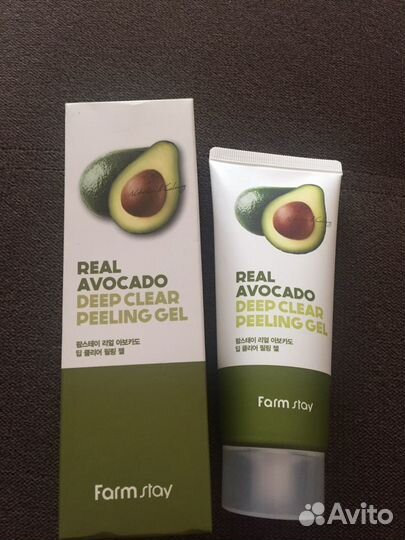 REAL
AVOCADO
DEEP CLEAR
PEELING GEL
팜스테이 리얼 아보카도
딥 클리어 필링 젤
Farm stay
REAL
AVOCADO
DEEP CLEAR
PEELING GEL
팜스테이 리얼 아보카도
딥 클리어 필링 젤
Farm stay
Avito